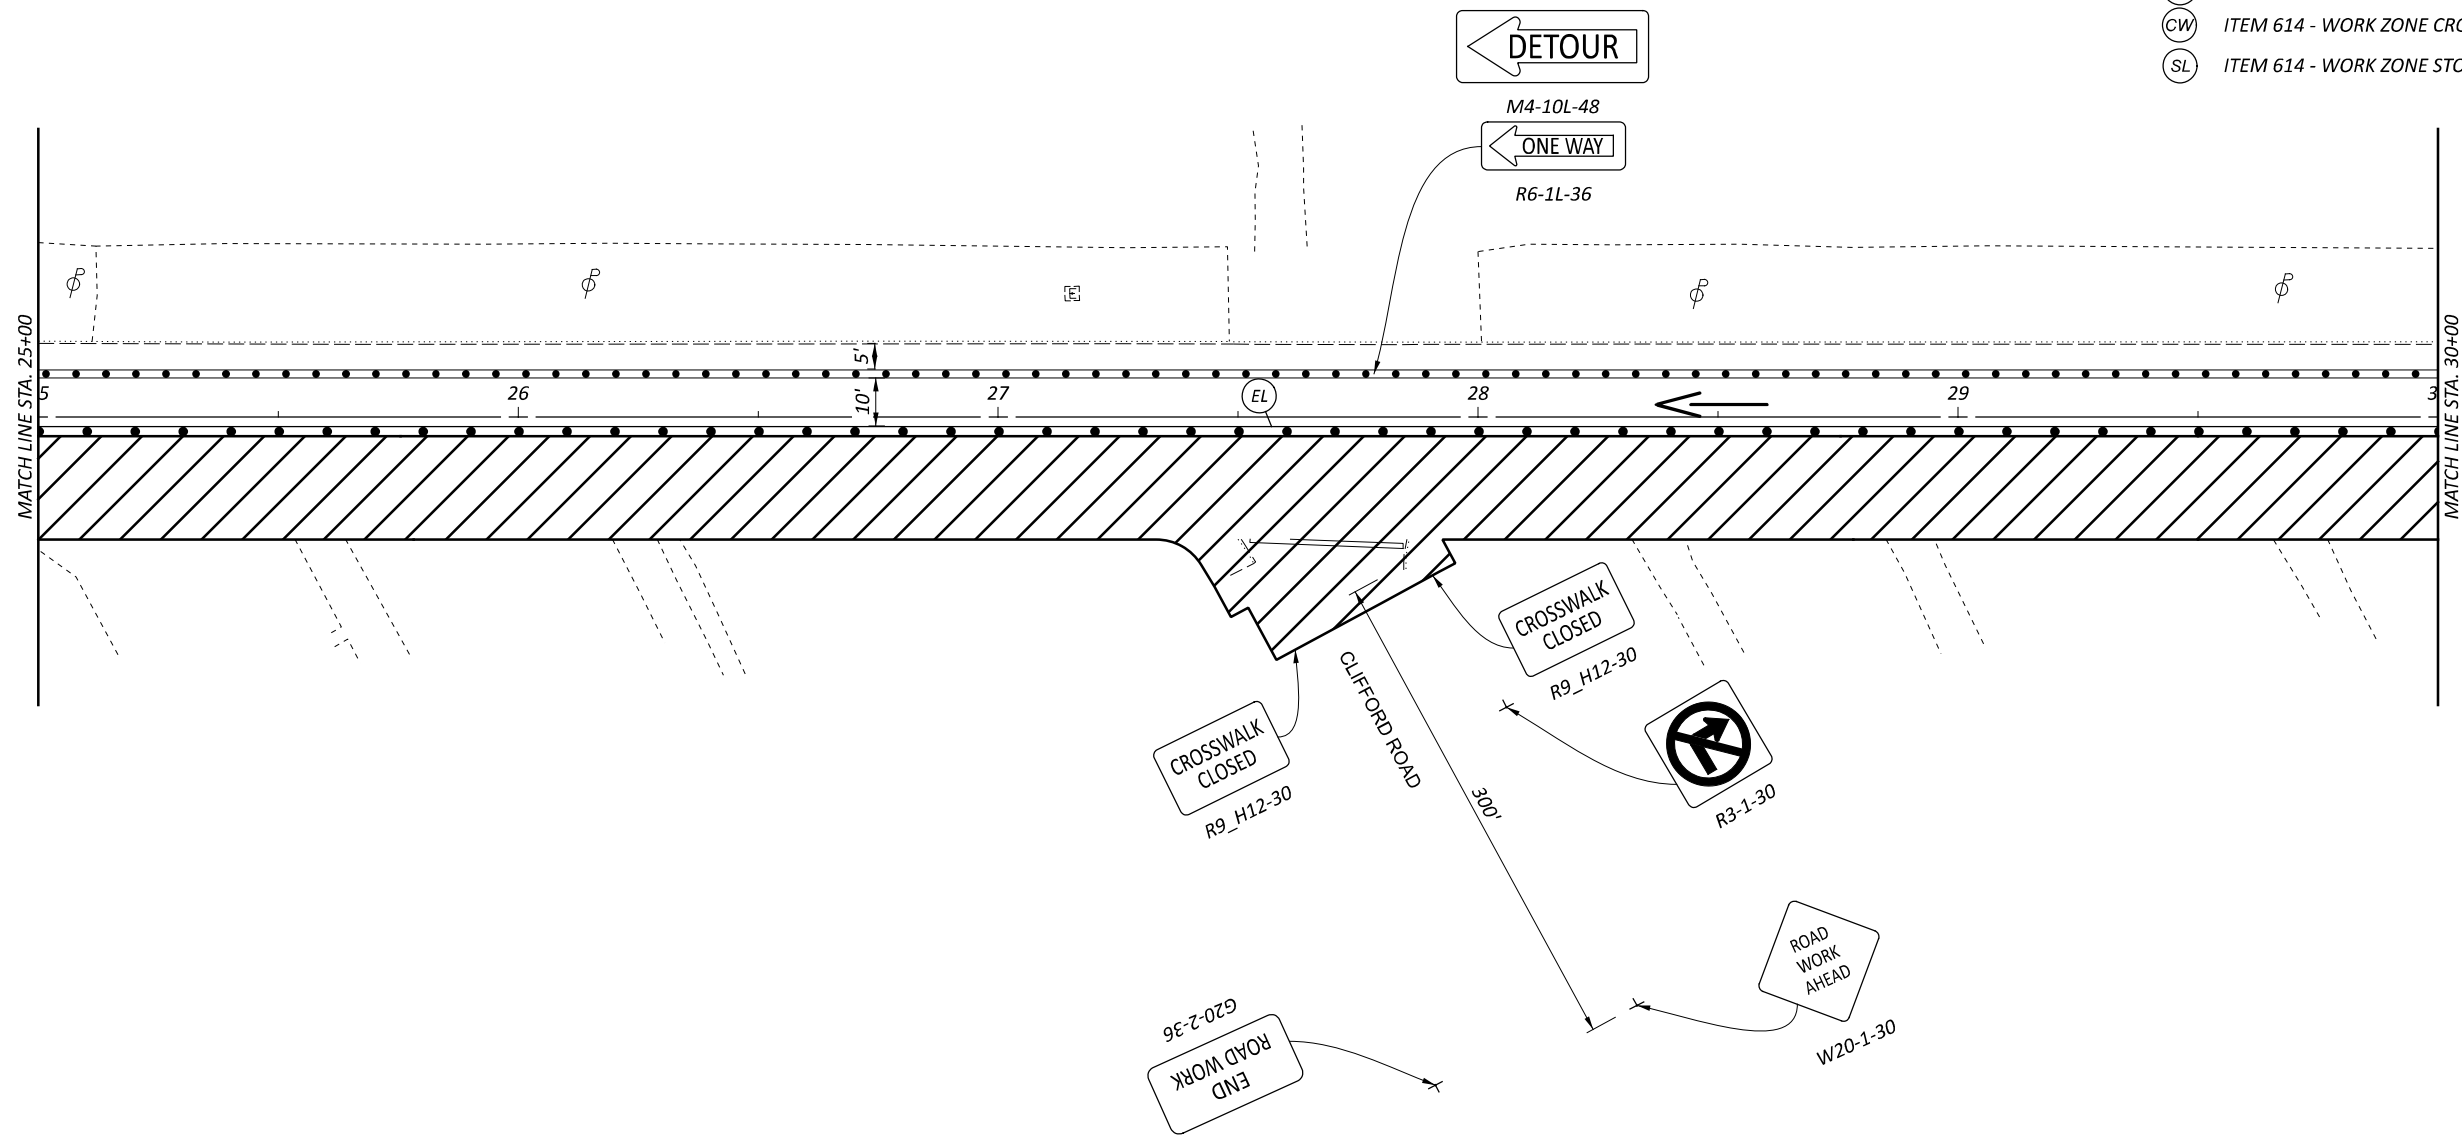 DETOUR
M4-10L-48
ONE WAY
R6-1L-36
CW ITEM 614 - WORK ZONE
SL ITEM 614 - WORK ZONE
MATCH LINE STA. 25+00
MATCH LINE STA. 30+00
5'
10'
5 26 27 EL 28 29 3
CROSSWALK
CLOSED
R9_H12-30
CLIFFORD ROAD
300'
CROSSWALK
CLOSED
R9_H12-30
R3-1-30
ROAD
WORK
AHEAD
W20-1-30
G20-2-36
END
ROAD WORK
E